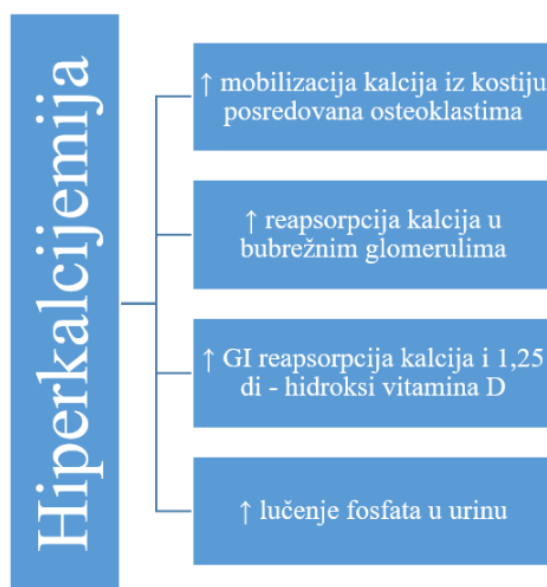 Hiperkalcijemija
↑ mobilizacija kalcija iz kostiju
posredovana osteoklastima
↑ reapsorpcija kalcija u
bubrežnim glomerulima
↑ GI reapsorpcija kalcija i 1,25
di - hidroksi vitamina D
↑ lučenje fosfata u urinu